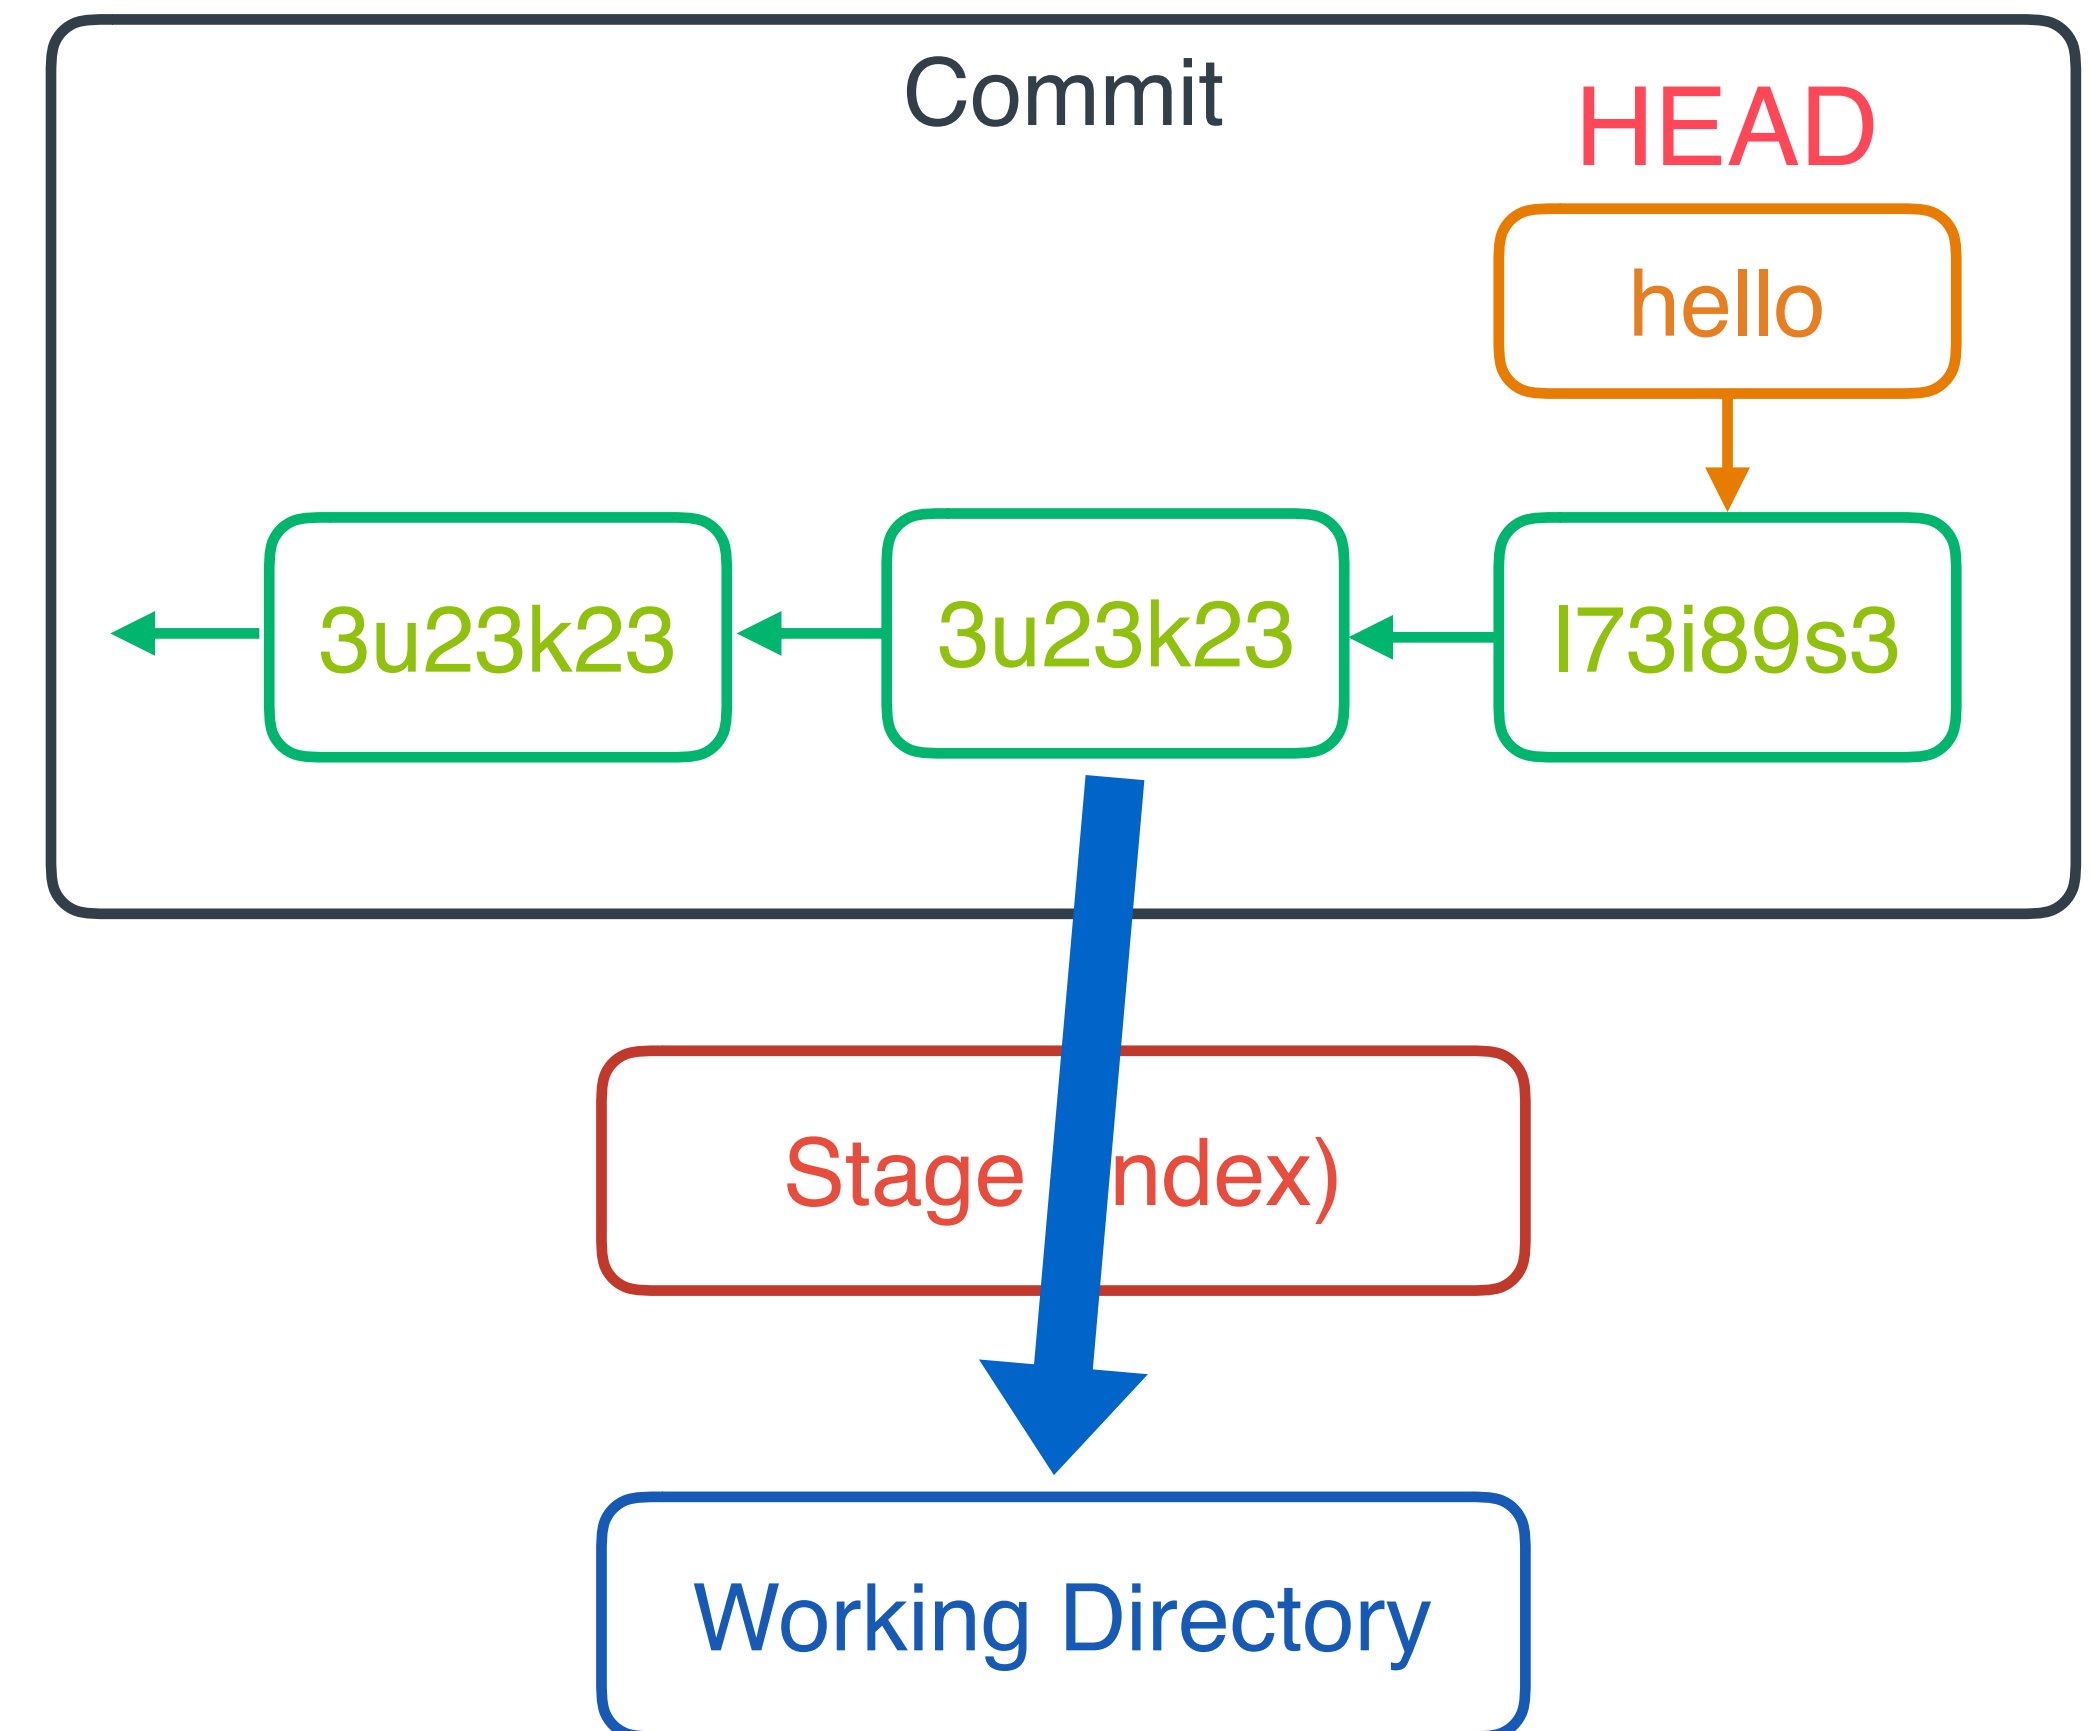 Commit
HEAD
hello
3u23k23
3u23k23
l73i89s3
Stage ndex)
Working Directory